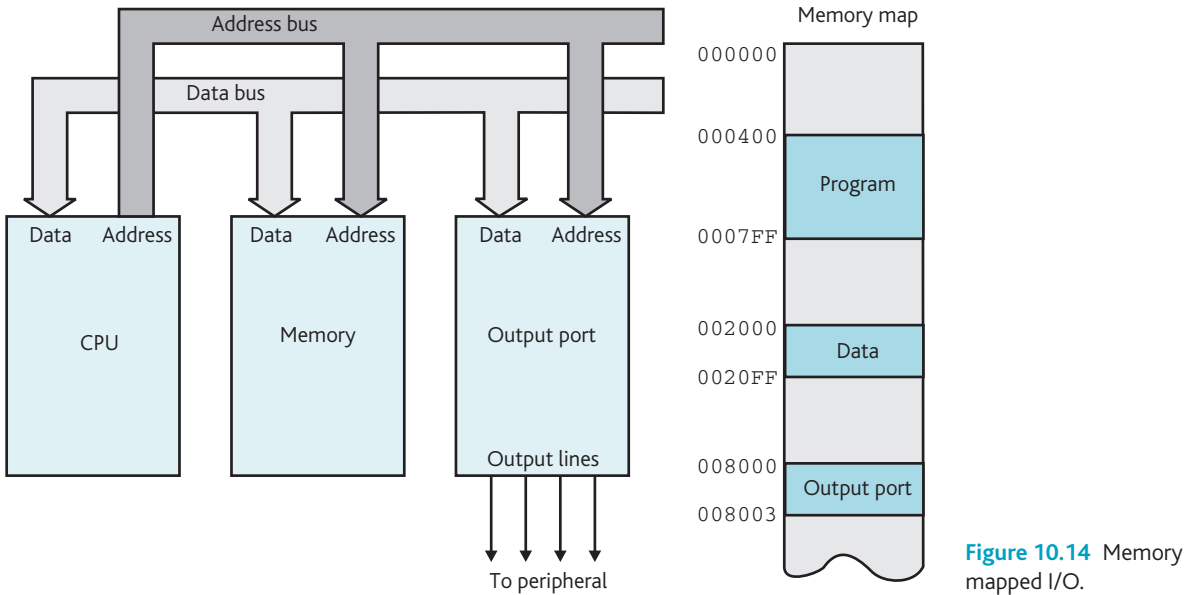 Address bus
Data bus
Data Address
CPU
Data Address
Memory
Data Address
Output port
Output lines
To peripheral
Memory map
000000
000400
Program
0007FF
002000
Data
0020FF
008000
Output port
008003
Figure 10.14 Memory
mapped I/O.